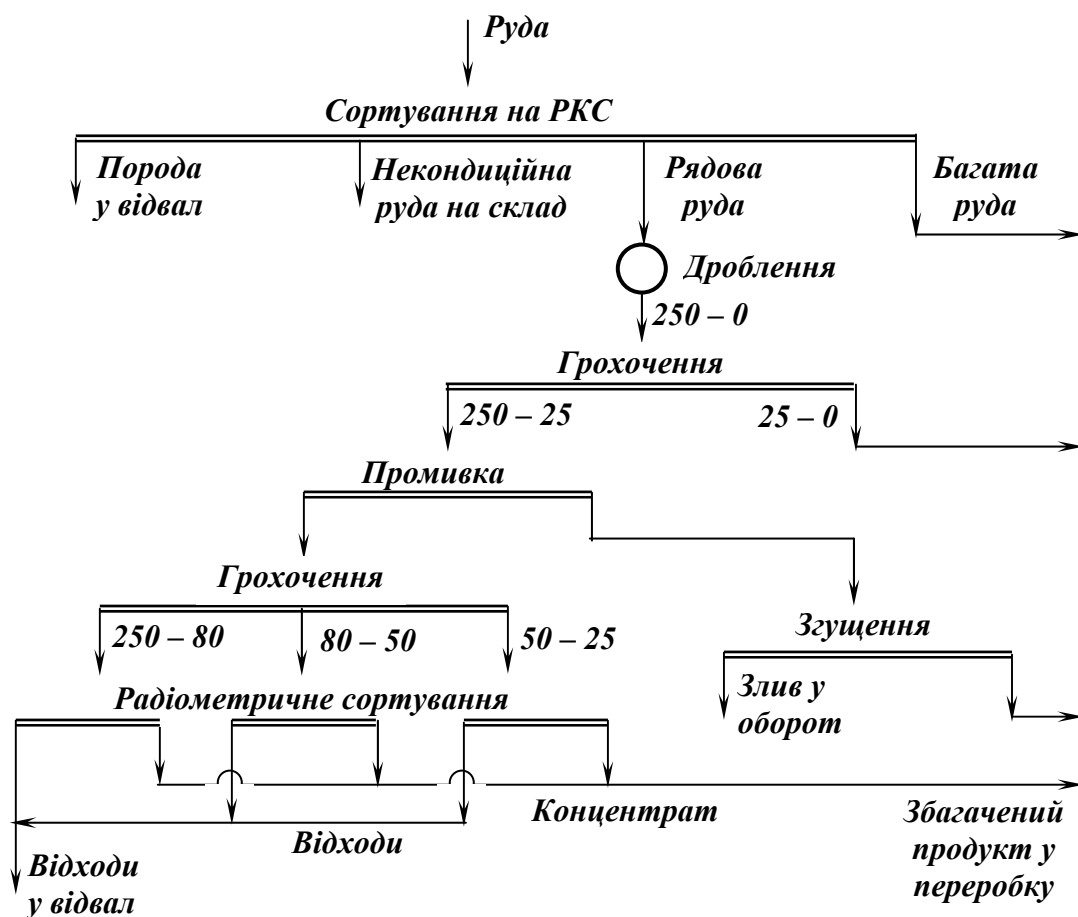 Руда
Сортування на РКС
Порода
у відвал
Некондиційна
руда на склад
Рядова
руда
Багата
руда
Дроблення
250 – 0
Грохочення
250 – 25
25 – 0
Промивка
Грохочення
250 – 80
80 – 50
50 – 25
Згущення
Радіометричне сортування
Злив у
оборот
Концентрат
Збагачений
продукт у
переробку
Відходи
Відходи
у відвал